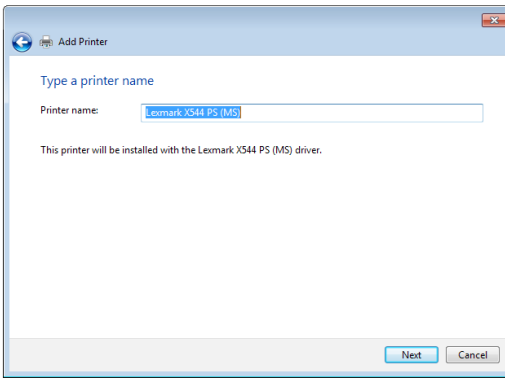 Add Printer
Type a printer name
Printer name: Lexmark X544 PS (MS)
This printer will be installed with the Lexmark X544 PS (MS) driver.
Next Cancel